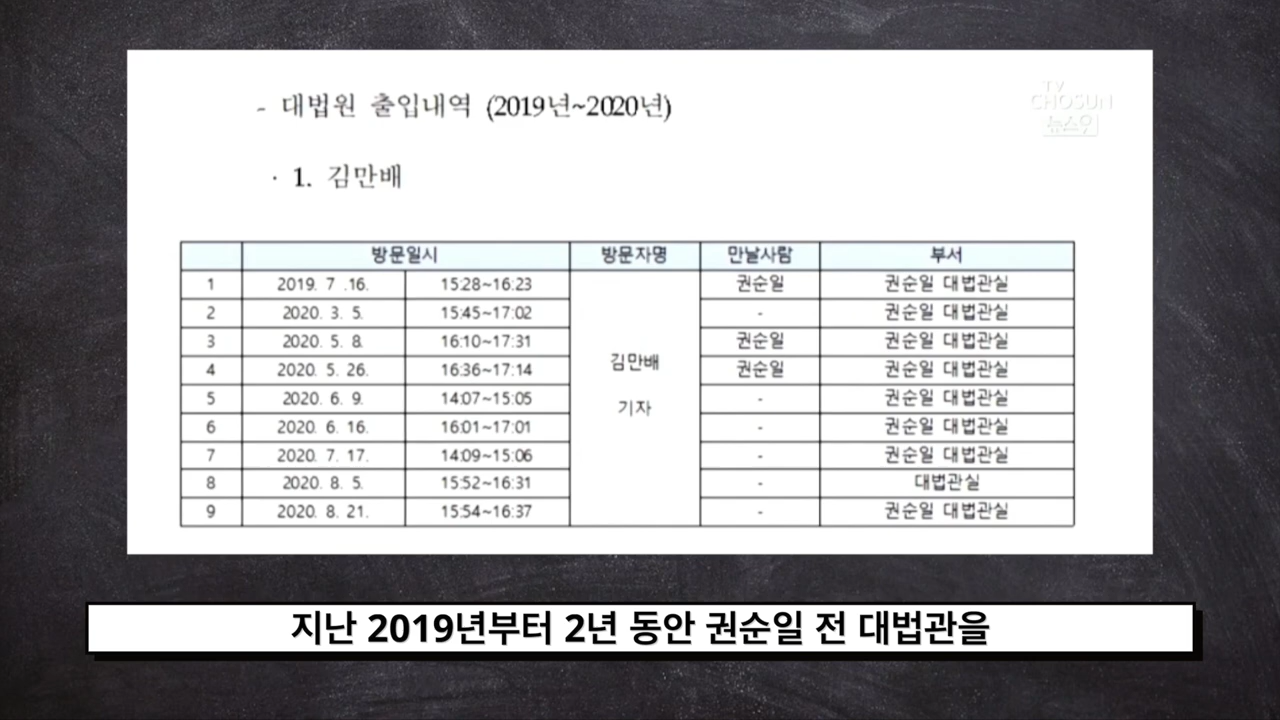 - 대법원 출입내역 (2019년~2020년)
TV
CHOSUN
뉴스9
· 1. 김만배
방문일시 방문자명 만날사람 부서
1 2019. 7 .16. 15:28~16:23 권순일 권순일 대법관실
2 2020. 3. 5. 15:45~17:02 - 권순일 대법관실
3 2020. 5. 8. 16:10~17:31 권순일 권순일 대법관실
김만배
4 2020. 5. 26. 16:36~17:14 권순일 권순일 대법관실
5 2020. 6. 9. 14:07~15:05 - 권순일 대법관실
기자
6 2020. 6. 16. 16:01~17:01 - 권순일 대법관실
7 2020. 7. 17. 14:09~15:06 - 권순일 대법관실
8 2020. 8. 5. 15:52~16:31 - 대법관실
9 2020. 8. 21. 15:54~16:37 - 권순일 대법관실
지난 2019년부터 2년 동안 권순일 전 대법관을